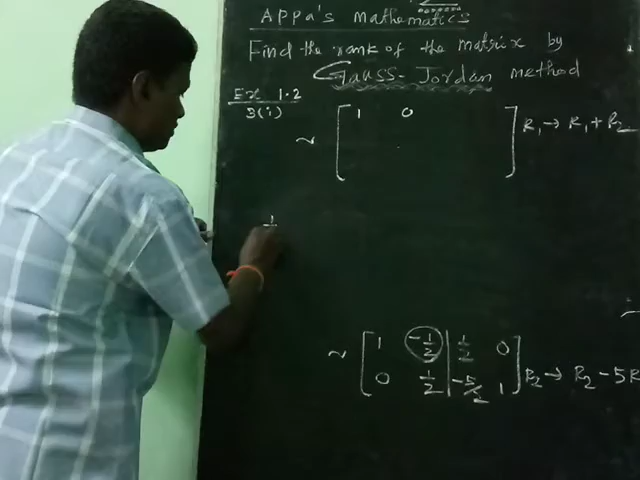 APPa's Mathematics
Find the rank of the matrix by
Gauss-Jordan method
EX 1.2
3(i)
~ [ 1 0 ] R₁ → R₁ + R₂
1
~ [ 1 -1/2 | 1/2 0
0 1/2 | -5/2 1 ] R₂ → R₂ - 5R